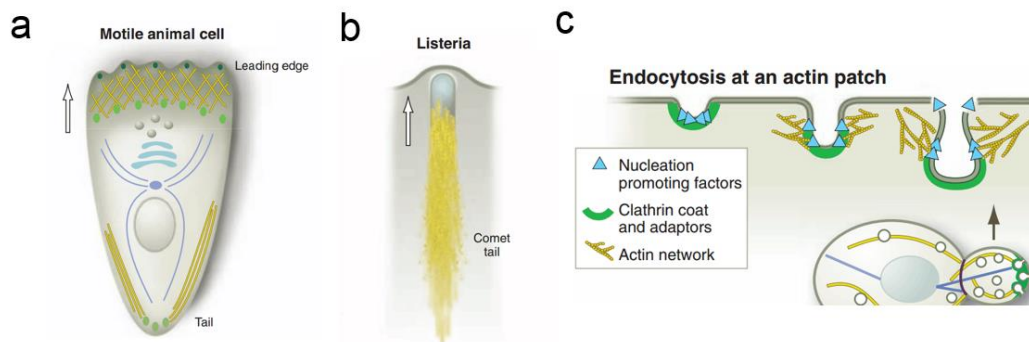 a
Motile animal cell
Leading edge
Tail
b
Listeria
Comet
tail
c
Endocytosis at an actin patch
Nucleation
promoting factors
Clathrin coat
and adaptors
Actin network